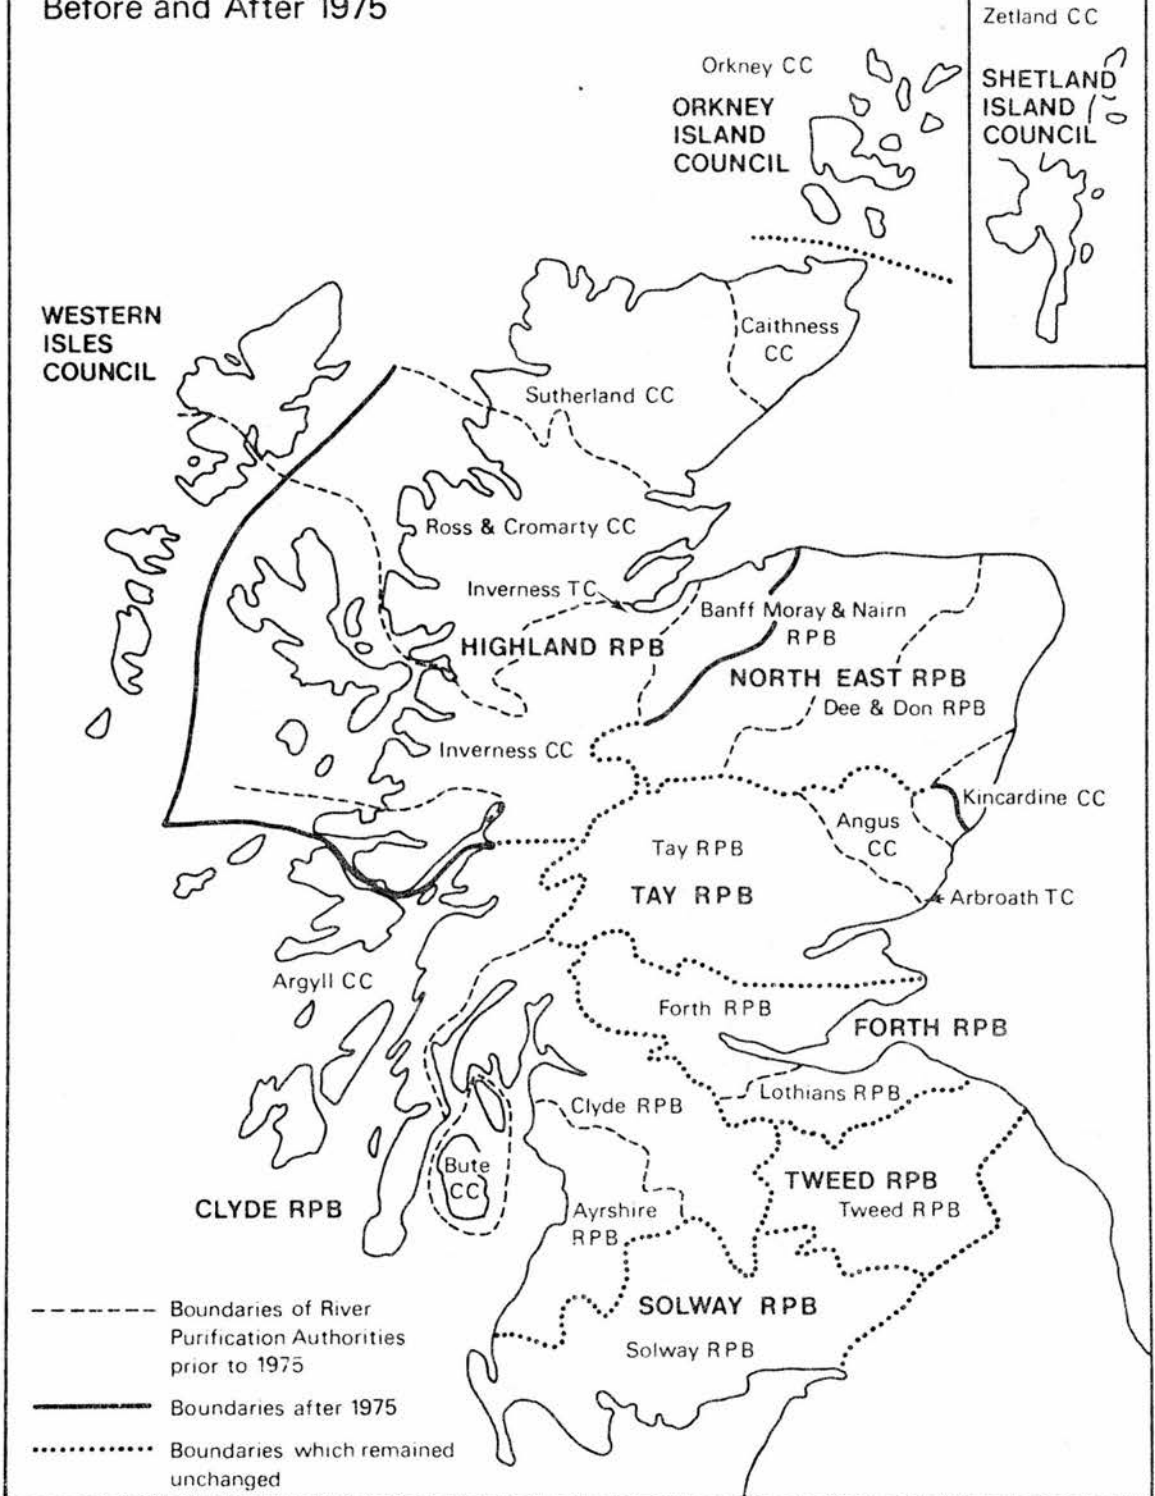 Before and After 1975
Zetland CC
SHETLAND
ISLAND
COUNCIL
Orkney CC
ORKNEY
ISLAND
COUNCIL
WESTERN
ISLES
COUNCIL
Caithness
CC
Sutherland CC
Ross & Cromarty CC
Inverness TC
Banff Moray & Nairn
RPB
HIGHLAND RPB
NORTH EAST RPB
Dee & Don RPB
Inverness CC
Kincardine CC
Angus
CC
Tay RPB
TAY RPB
Arbroath TC
Argyll CC
Forth RPB
FORTH RPB
Lothians RPB
Clyde RPB
Bute
CC
TWEED RPB
Tweed RPB
CLYDE RPB
Ayrshire
RPB
SOLWAY RPB
Solway RPB
Boundaries of River
Purification Authorities
prior to 1975
Boundaries after 1975
Boundaries which remained
unchanged